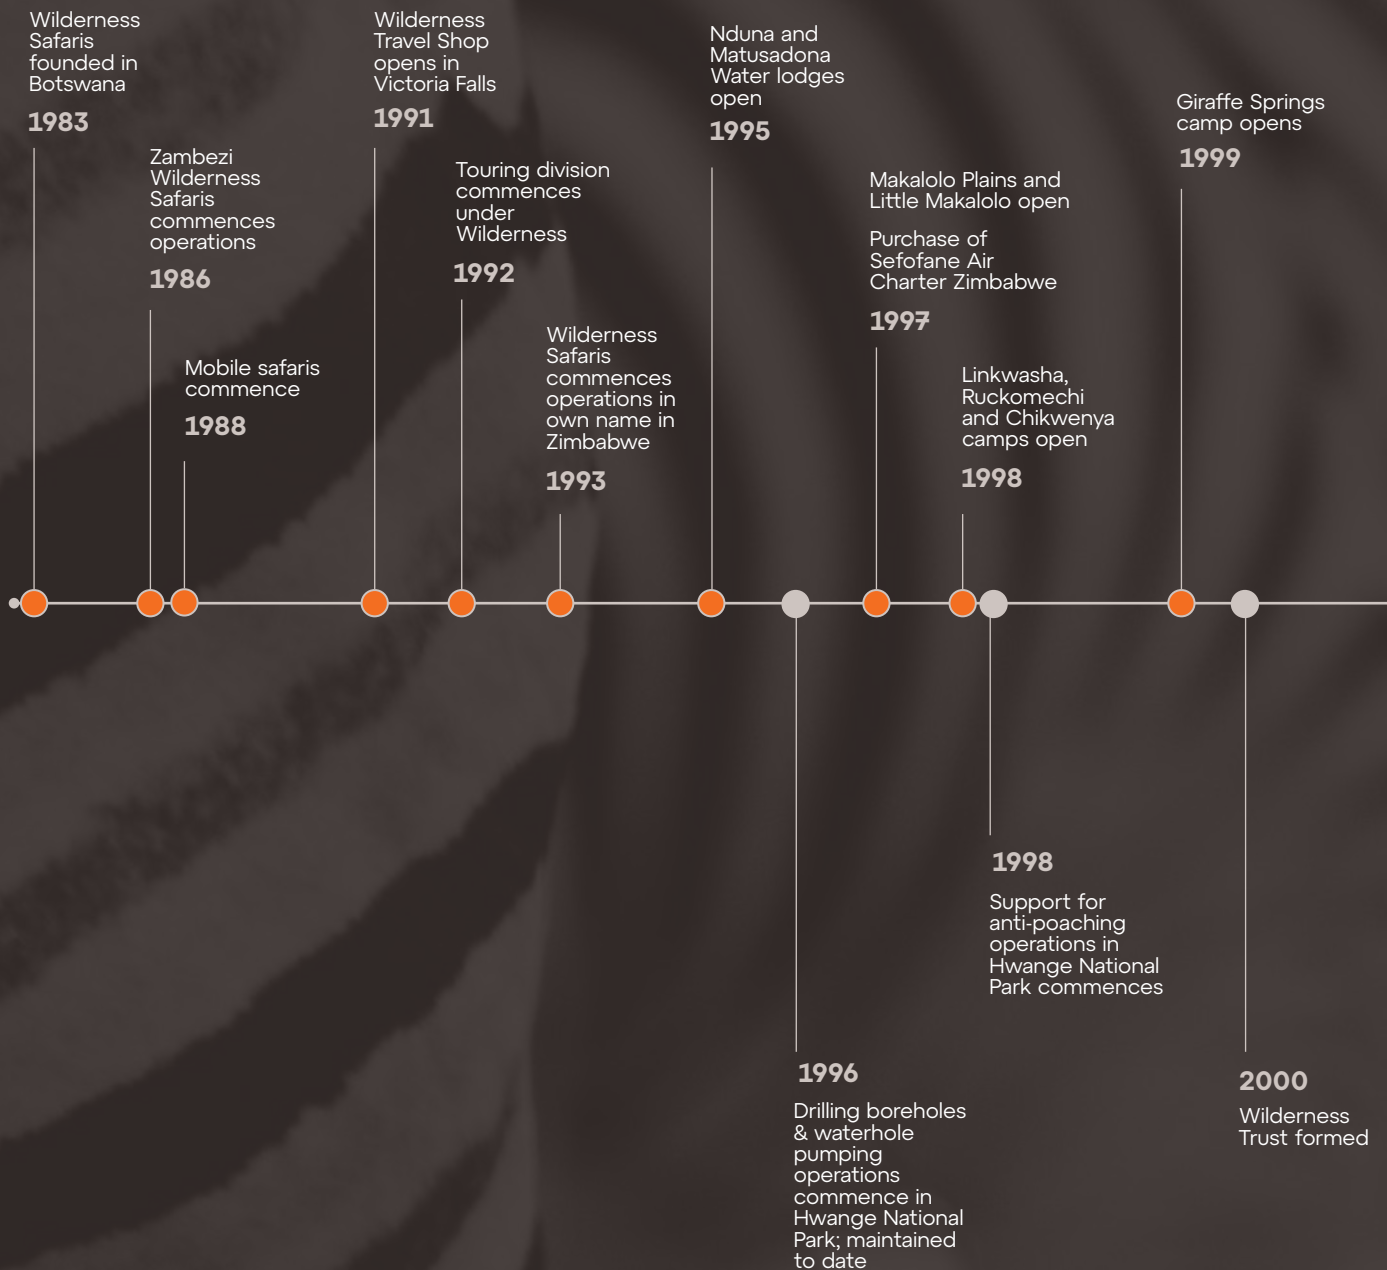 Wilderness
Safaris
founded in
Botswana
1983
Zambezi
Wilderness
Safaris
commences
operations
1986
Mobile safaris
commence
1988
Wilderness
Travel Shop
opens in
Victoria Falls
1991
Touring division
commences
under
Wilderness
1992
Wilderness
Safaris
commences
operations in
own name in
Zimbabwe
1993
Nduna and
Matusadona
Water lodges
open
1995
Makalolo Plains and
Little Makalolo open
Purchase of
Sefofane Air
Charter Zimbabwe
1997
Linkwasha,
Ruckomechi
and Chikwenya
camps open
1998
Giraffe Springs
camp opens
1999
1996
Drilling boreholes
& waterhole
pumping
operations
commence in
Hwange National
Park; maintained
to date
1998
Support for
anti-poaching
operations in
Hwange National
Park commences
2000
Wilderness
Trust formed